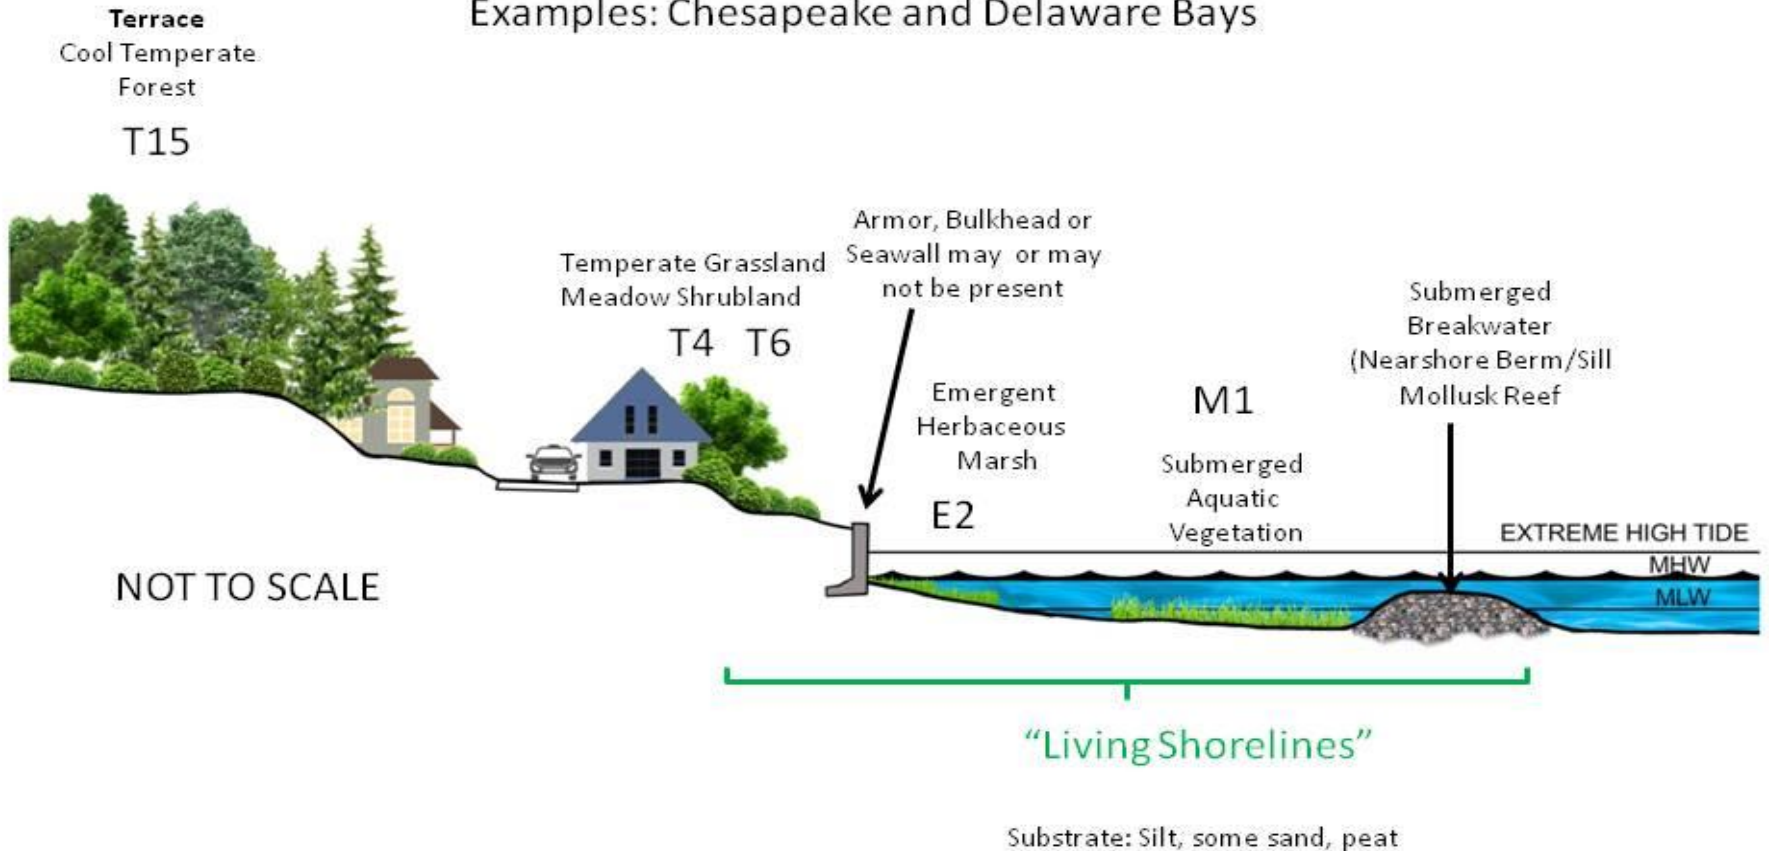 Examples: Chesapeake and Delaware Bays
Terrace
Cool Temperate
Forest
T15
Temperate Grassland
Meadow Shrubland
T4 T6
Armor, Bulkhead or
Seawall may or may
not be present
Emergent
Herbaceous
Marsh
E2
M1
Submerged
Aquatic
Vegetation
Submerged
Breakwater
(Nearshore Berm/Sill
Mollusk Reef
EXTREME HIGH TIDE
MHW
MLW
NOT TO SCALE
“Living Shorelines”
Substrate: Silt, some sand, peat